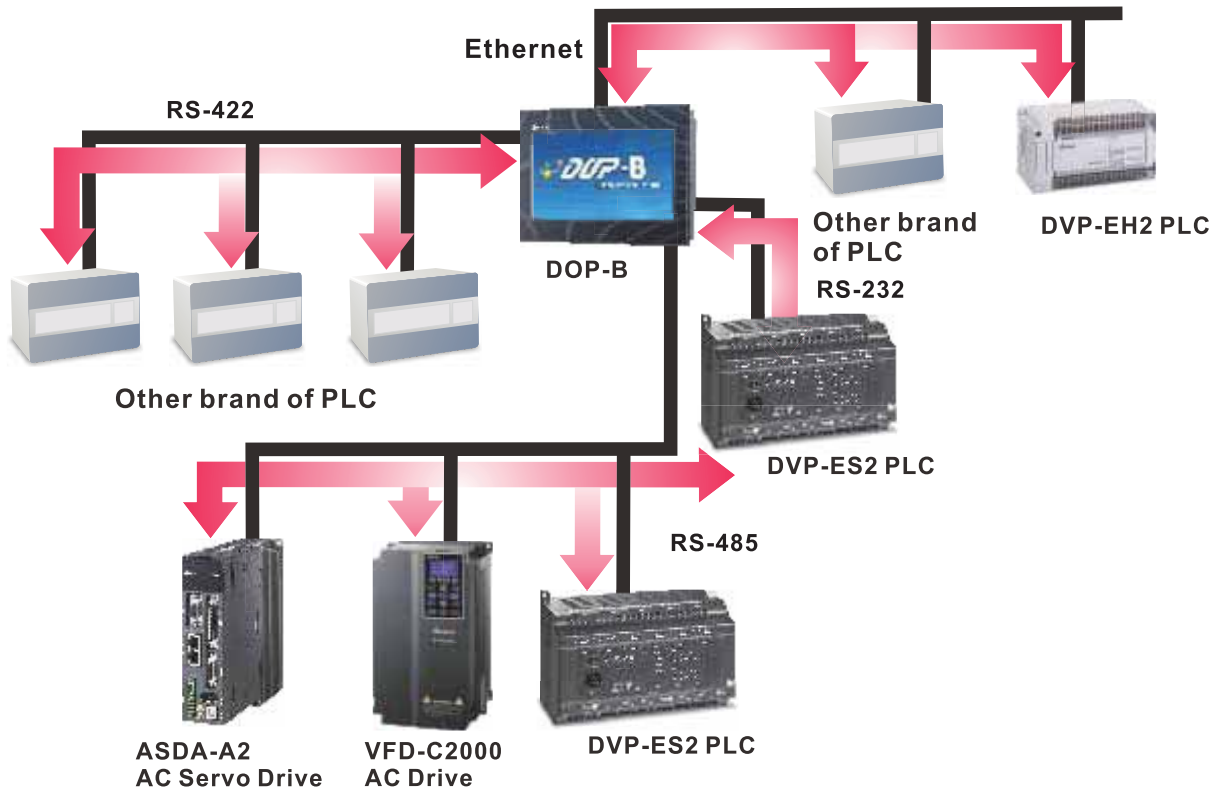 Ethernet
RS-422
DOP-B
DOP-B
Other brand
of PLC
DVP-EH2 PLC
RS-232
Other brand of PLC
DVP-ES2 PLC
RS-485
DVP-ES2 PLC
ASDA-A2
AC Servo Drive
VFD-C2000
AC Drive